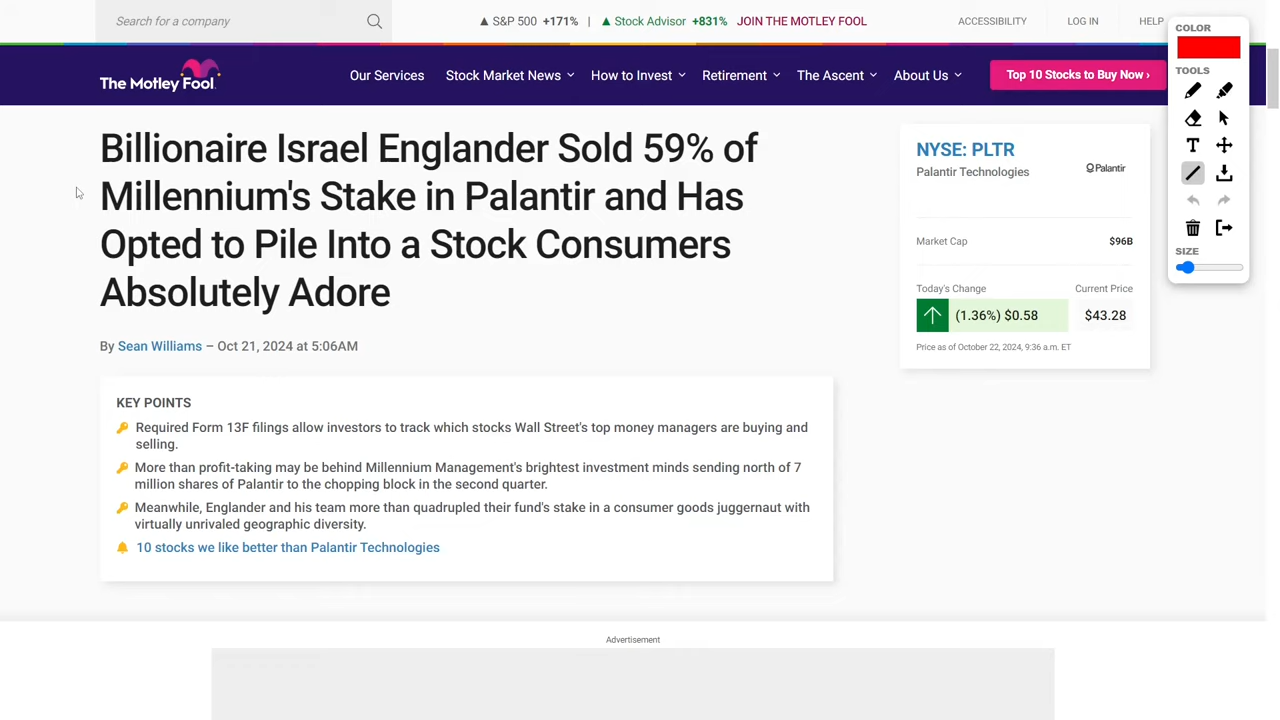 Search for a company
S&P 500 +171% | Stock Advisor +831% JOIN THE MOTLEY FOOL
ACCESSIBILITY LOG IN HELP
The Motley Fool.
Our Services Stock Market News How to Invest Retirement The Ascent About Us
Top 10 Stocks to Buy Now ›
COLOR
TOOLS
T
SIZE
Billionaire Israel Englander Sold 59% of
Millennium's Stake in Palantir and Has
Opted to Pile Into a Stock Consumers
Absolutely Adore
By Sean Williams – Oct 21, 2024 at 5:06AM
KEY POINTS
Required Form 13F filings allow investors to track which stocks Wall Street's top money managers are buying and
selling.
More than profit-taking may be behind Millennium Management's brightest investment minds sending north of 7
million shares of Palantir to the chopping block in the second quarter.
Meanwhile, Englander and his team more than quadrupled their fund's stake in a consumer goods juggernaut with
virtually unrivaled geographic diversity.
10 stocks we like better than Palantir Technologies
NYSE: PLTR
Palantir Technologies
Palantir
Market Cap $96B
Today's Change Current Price
(1.36%) $0.58 $43.28
Price as of October 22, 2024, 9:36 a.m. ET
Advertisement